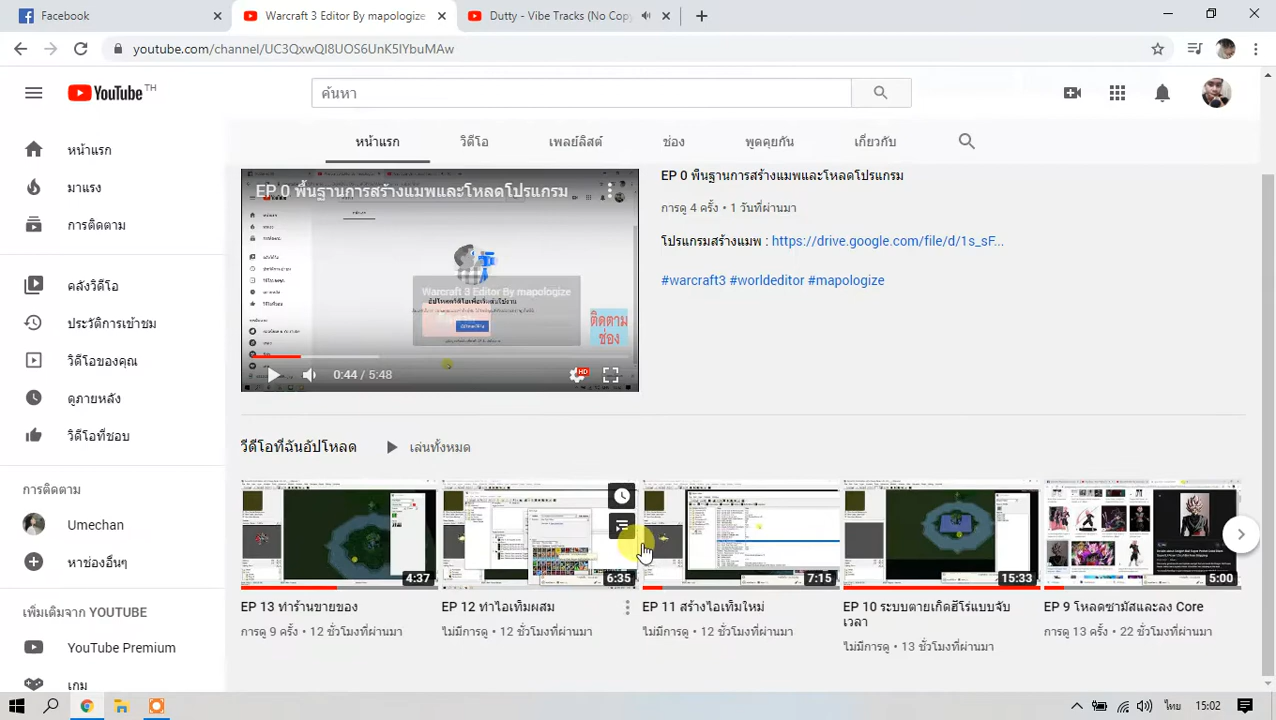 Facebook
Warcraft 3 Editor By mapologize
Dutty - Vibe Tracks (No Copy
youtube.com/channel/UC3QxwQI8UOS6UnK5IYbuMAw
YouTube TH
ค้นหา
หน้าแรก
วิดีโอ
เพลย์ลิสต์
ช่อง
พูดคุยกัน
เกี่ยวกับ
หน้าแรก
มาแรง
การติดตาม
คลังวิดีโอ
ประวัติการเข้าชม
วิดีโอของคุณ
ดูภายหลัง
วิดีโอที่ชอบ
การติดตาม
Umechan
หาช่องอื่นๆ
เพิ่มเติมจาก YOUTUBE
YouTube Premium
เกม
EP 0 พื้นฐานการสร้างแมพและโหลดโปรแกรม
Warcraft 3 Editor By mapologize
ติดตาม
ช่อง
0:44 / 5:48
HD
EP 0 พื้นฐานการสร้างแมพและโหลดโปรแกรม
การดู 4 ครั้ง • 1 วันที่ผ่านมา
โปรแกรมสร้างแมพ : https://drive.google.com/file/d/1s_sF...
#warcraft3 #worldeditor #mapologize
วีดีโอที่ฉันอัปโหลด
เล่นทั้งหมด
4:37
6:35
7:15
15:33
5:00
EP 13 ทำร้านขายของ
การดู 9 ครั้ง • 12 ชั่วโมงที่ผ่านมา
EP 12 ทำไอเท็มผสม
ไม่มีการดู • 12 ชั่วโมงที่ผ่านมา
EP 11 สร้างไอเท็มใหม่
ไม่มีการดู • 12 ชั่วโมงที่ผ่านมา
EP 10 ระบบตายเกิดฮีโร่แบบจับ
เวลา
ไม่มีการดู • 13 ชั่วโมงที่ผ่านมา
EP 9 โหลดซามัสและลง Core
การดู 13 ครั้ง • 22 ชั่วโมงที่ผ่านมา
ไทย
15:02